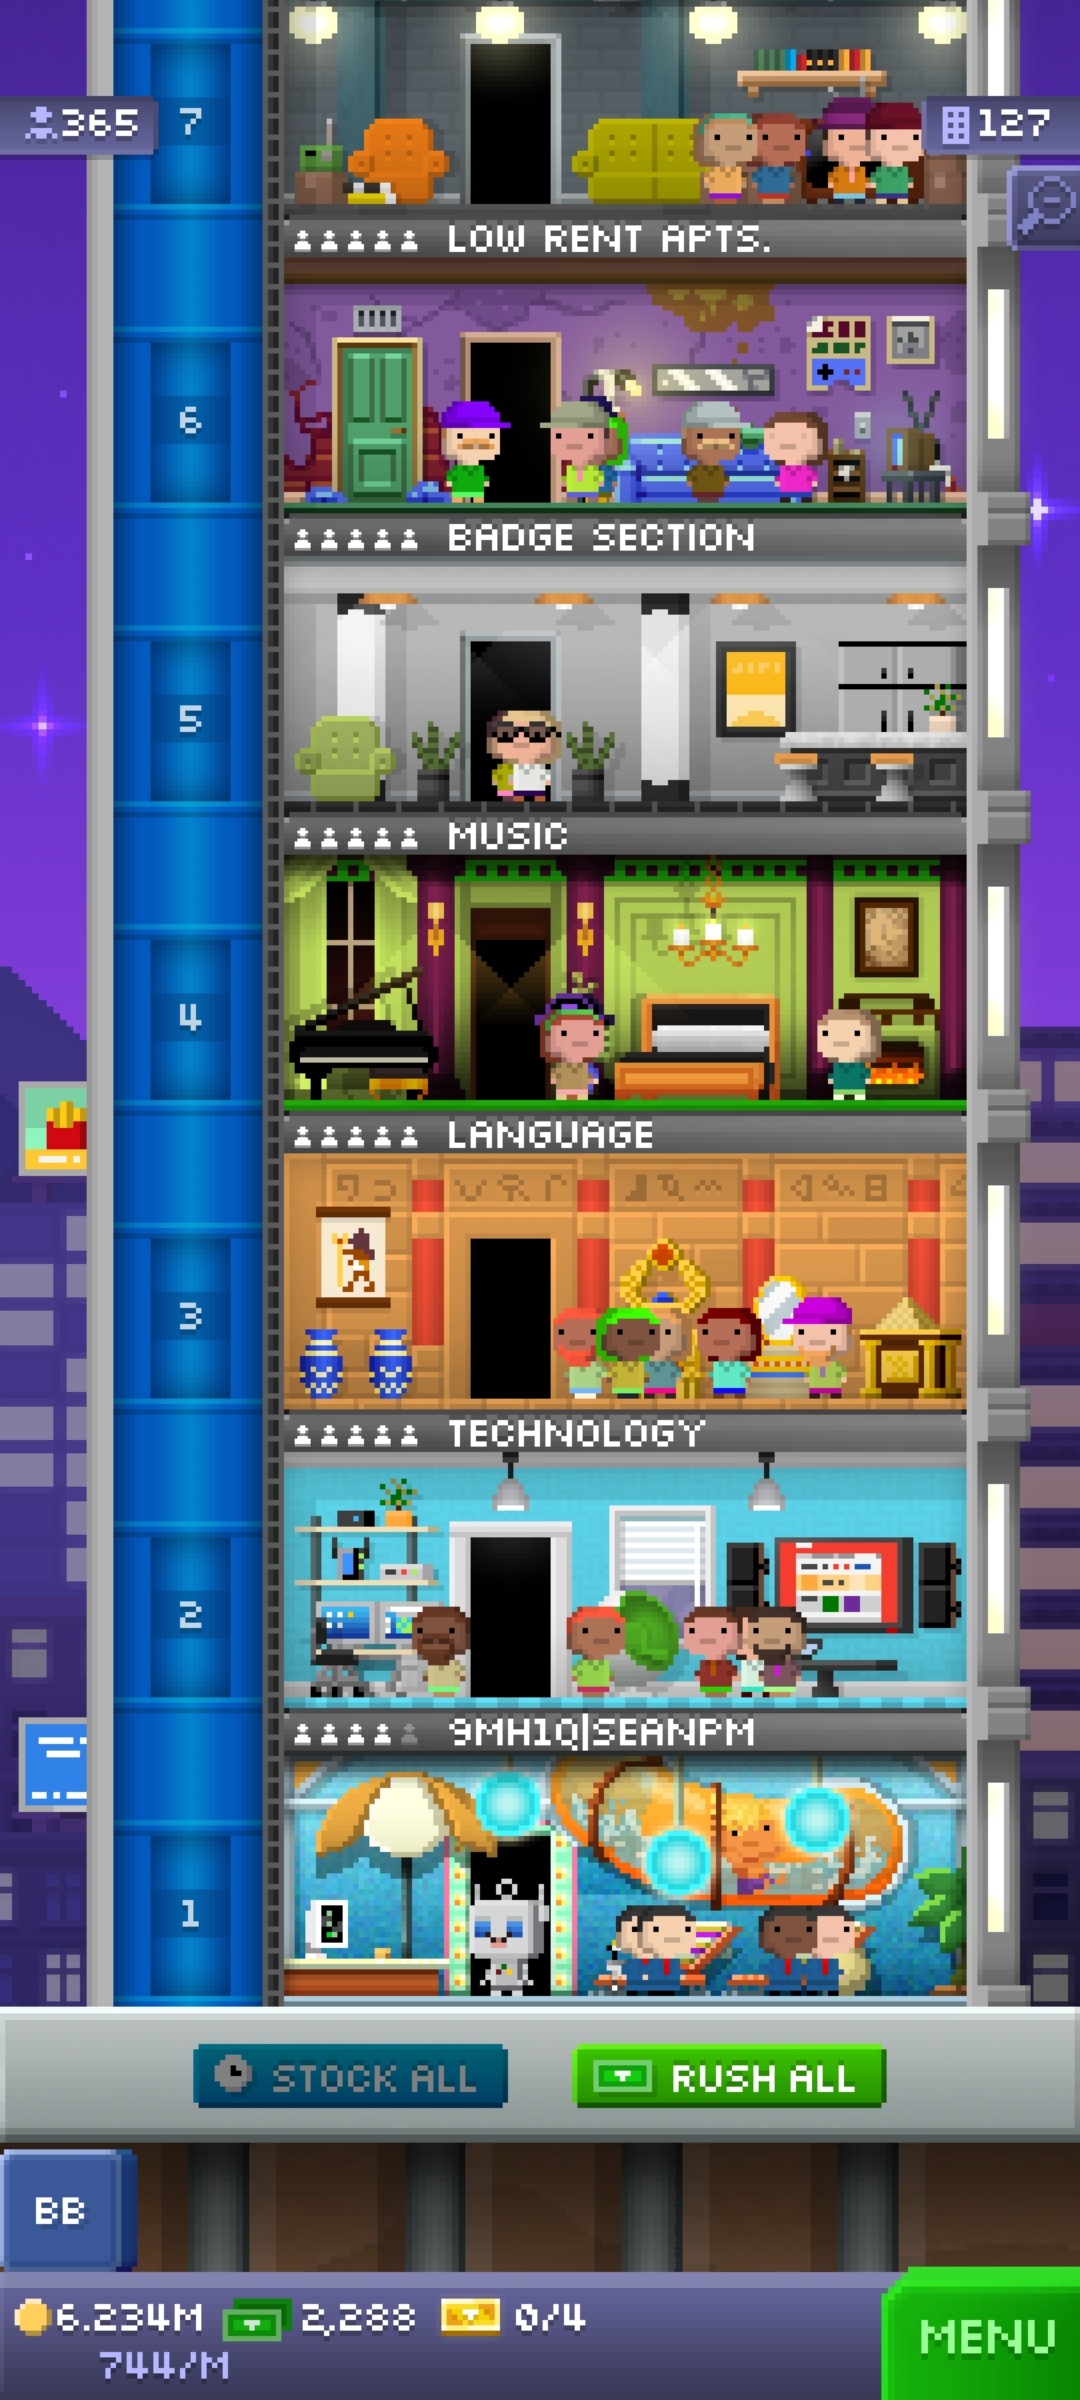 365
7
127
LOW RENT APTS.
6
BADGE SECTION
5
MUSIC
4
LANGUAGE
3
TECHNOLOGY
2
9MH1Q|SEANPM
1
STOCK ALL
RUSH ALL
BB
6.234M 2,288 0/4
744/M
MENU